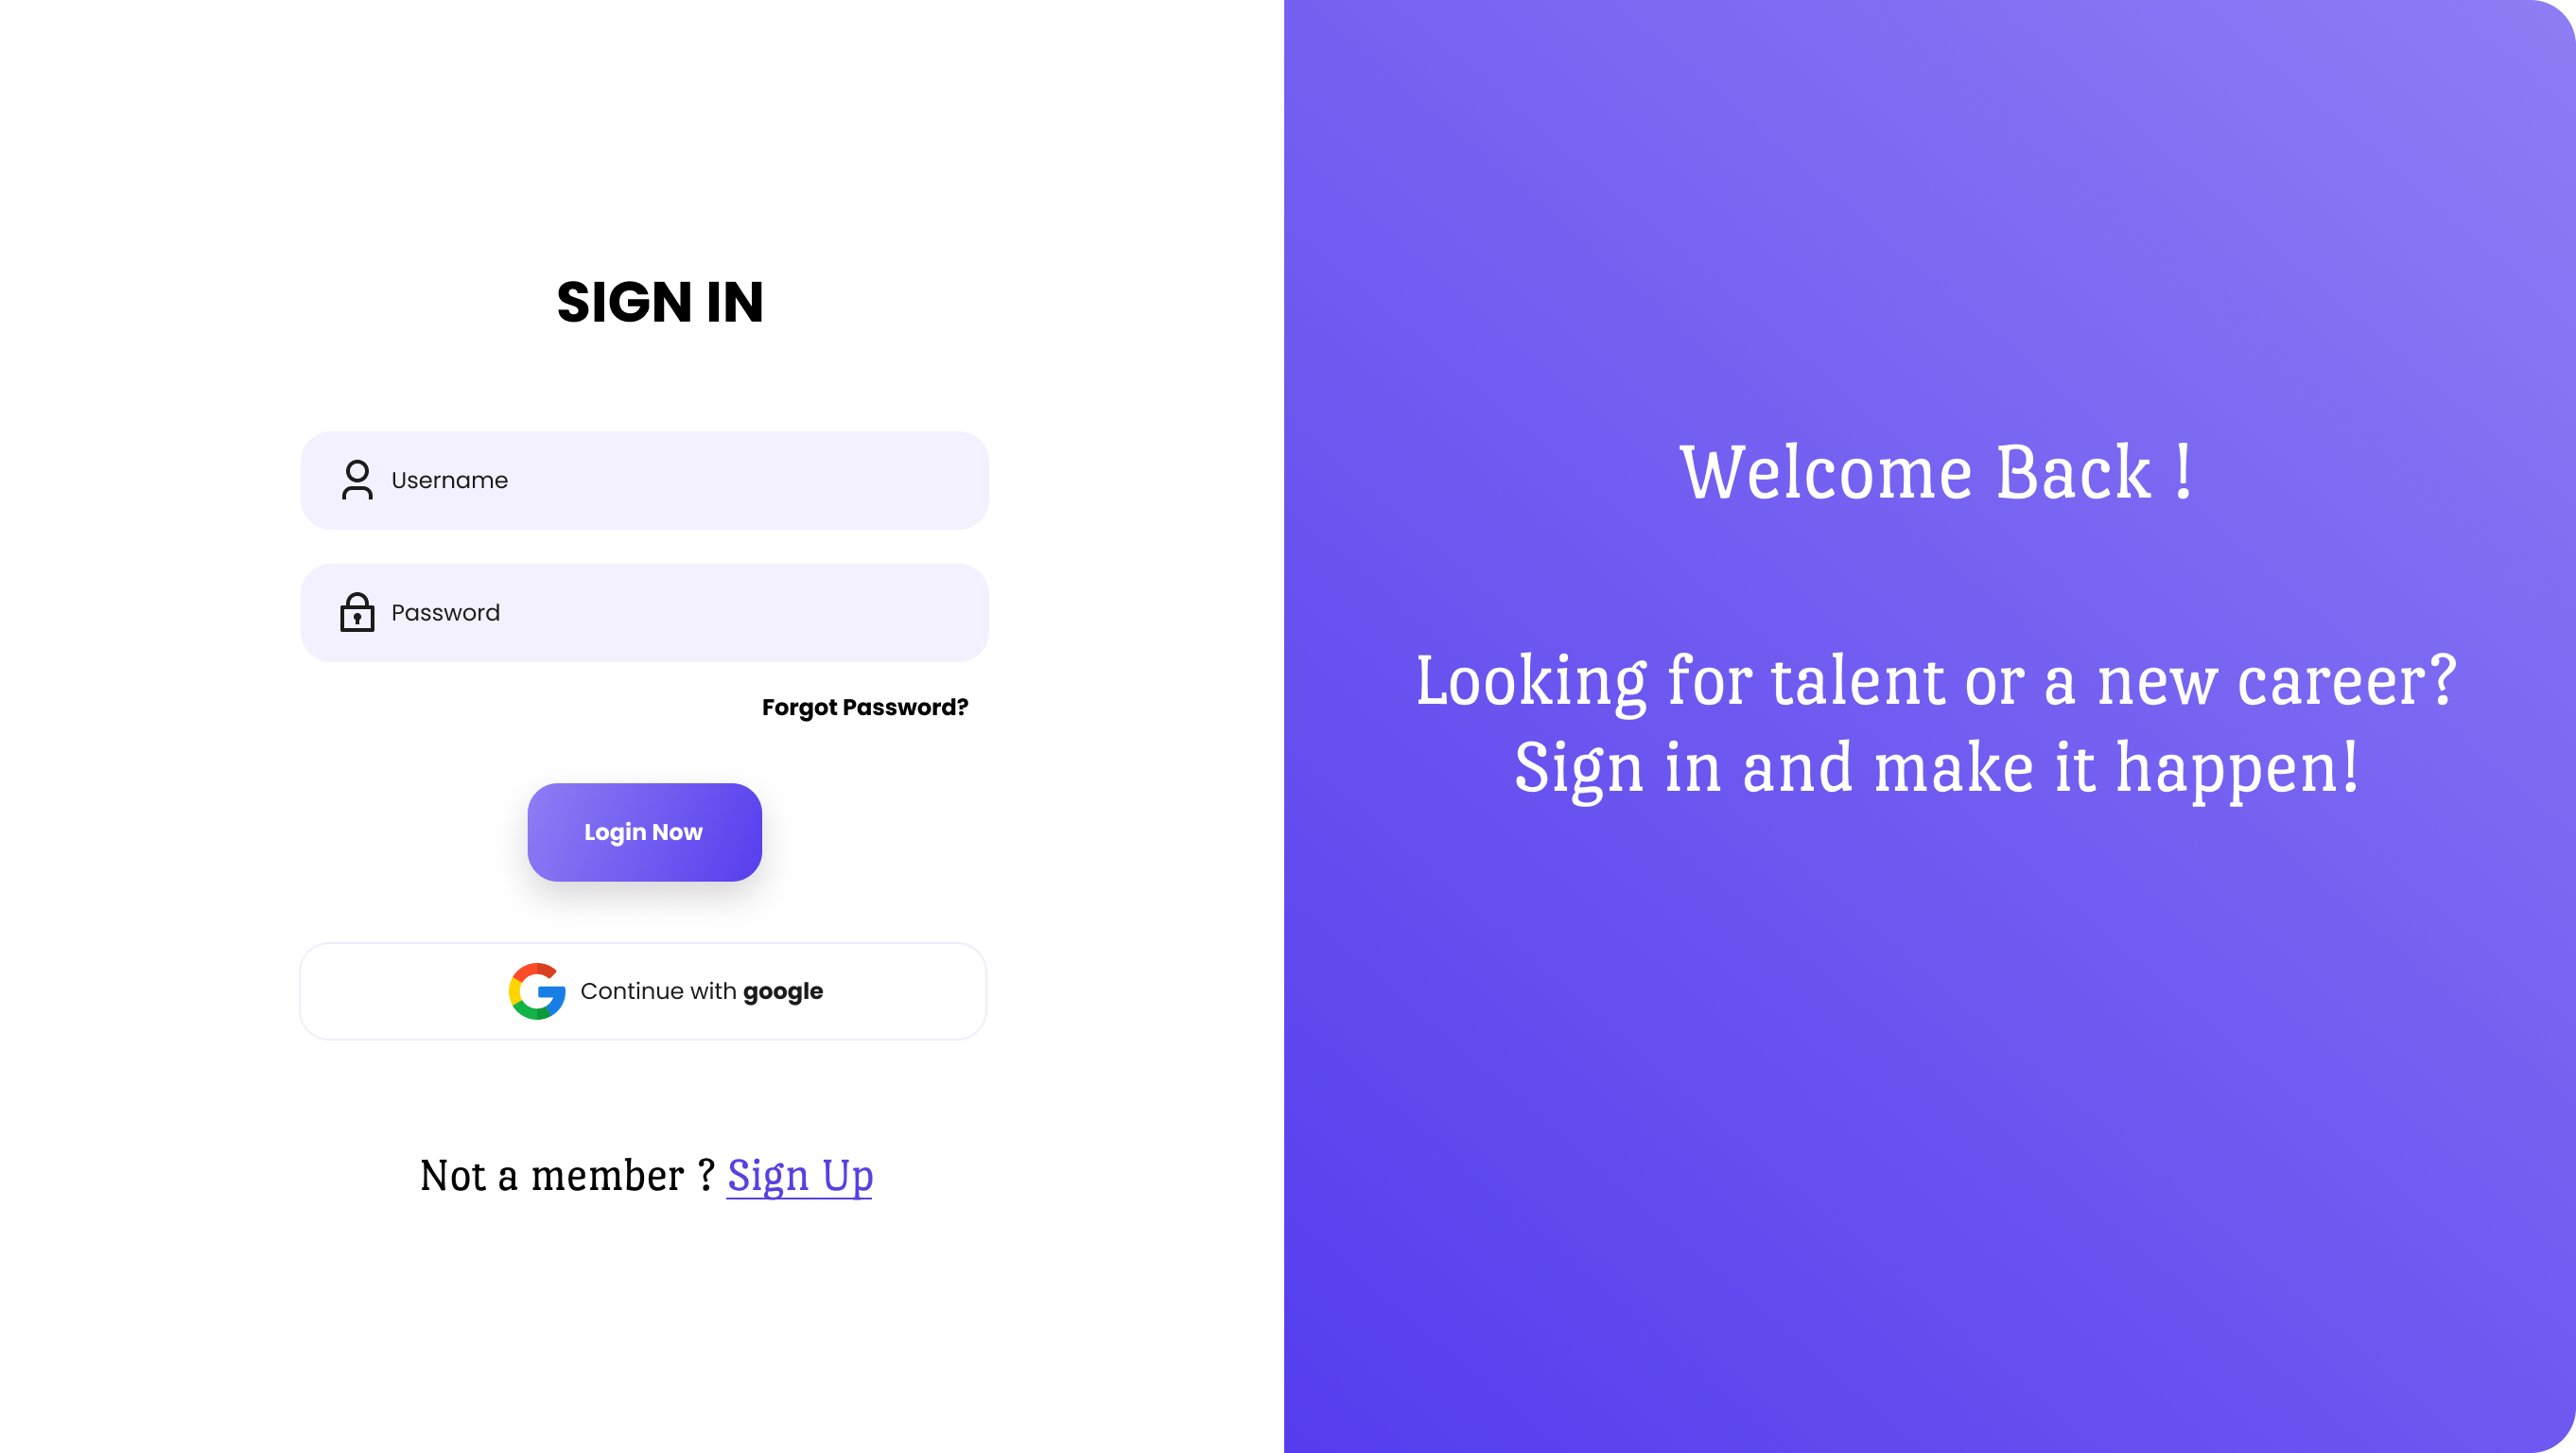 SIGN IN
Username
Password
Forgot Password?
Login Now
Continue with google
Not a member ? Sign Up
Welcome Back !
Looking for talent or a new career?
Sign in and make it happen!